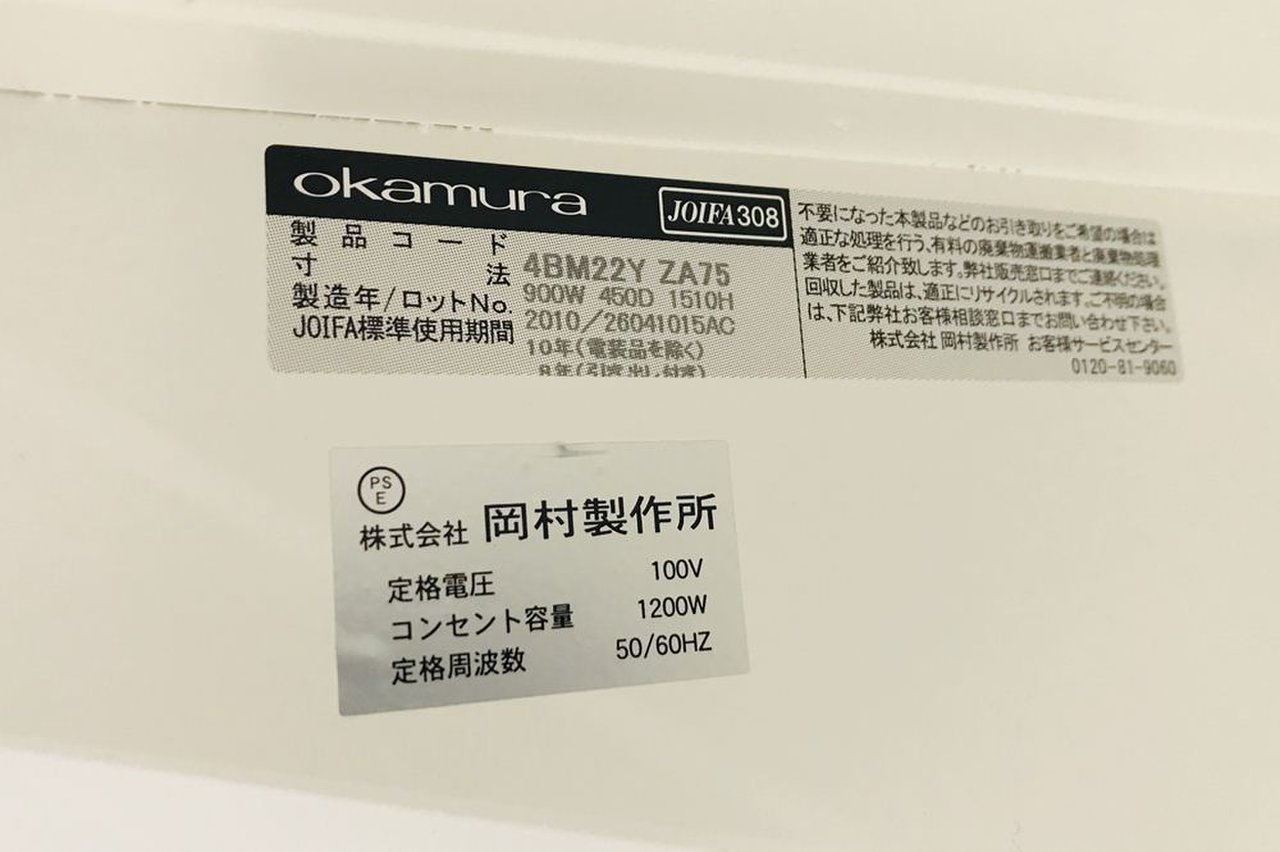 okamura JOIFA308
製品コード 4BM22Y ZA75
寸法 900W 450D 1510H
製造年/ロットNo. 2010/26041015AC
JOIFA標準使用期間 10年(電装品を除く)
8年(引き出し付き)
不要になった本製品などのお引き取りをご希望の場合は
適正な処理を行う、有料の廃棄物運搬業者と廃棄物処理
業者をご紹介致します。弊社販売窓口までご連絡ください。
回収した製品は、適正にリサイクルされます。ご不明の場合
は、下記弊社お客様相談窓口までお問い合わせ下さい。
株式会社 岡村製作所 お客様サービスセンター
0120-81-9060
PS
E
株式会社 岡村製作所
定格電圧 100V
コンセント容量 1200W
定格周波数 50/60HZ